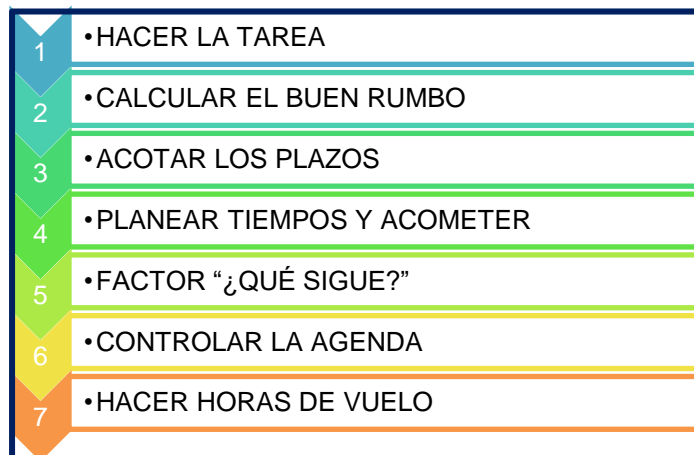 1 •HACER LA TAREA
2 •CALCULAR EL BUEN RUMBO
3 •ACOTAR LOS PLAZOS
4 •PLANEAR TIEMPOS Y ACOMETER
5 •FACTOR “¿QUÉ SIGUE?”
6 •CONTROLAR LA AGENDA
7 •HACER HORAS DE VUELO